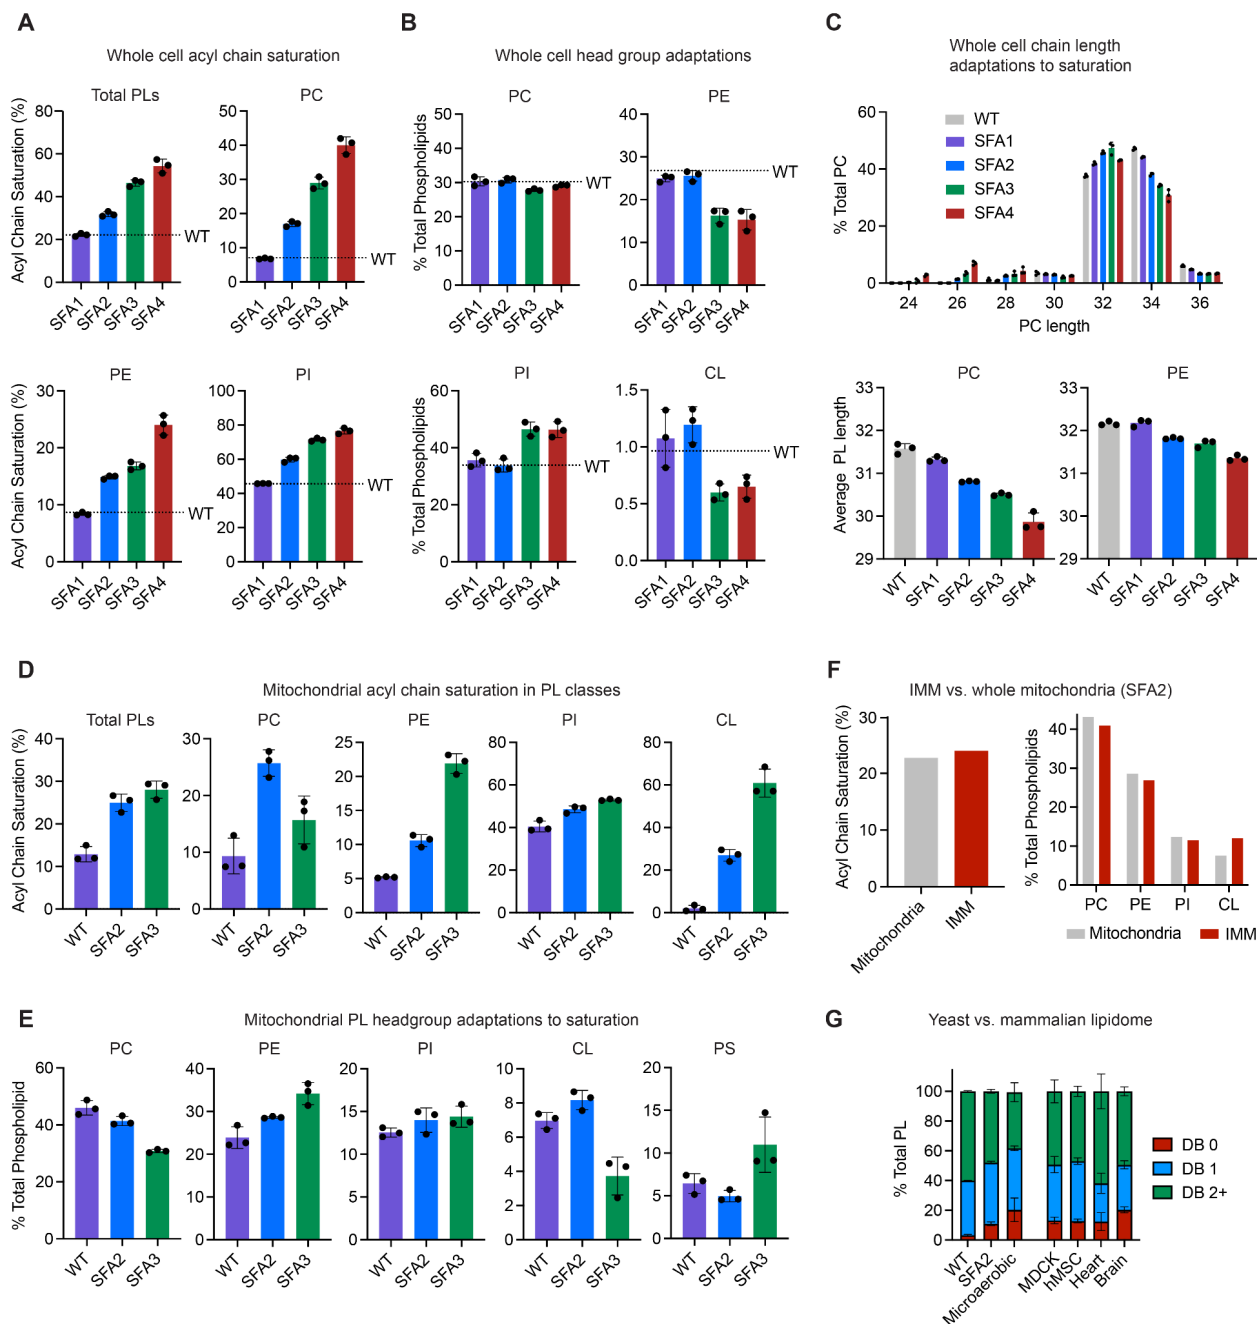 A
Whole cell acyl chain saturation
Total PLs
Acyl Chain Saturation (%)
80
60
40
20
0
WT
SFA1
SFA2
SFA3
SFA4
PC
50
40
30
20
10
0
WT
SFA1
SFA2
SFA3
SFA4
PE
Acyl Chain Saturation (%)
30
20
10
0
WT
SFA1
SFA2
SFA3
SFA4
PI
100
80
60
40
20
0
WT
SFA1
SFA2
SFA3
SFA4
B
Whole cell head group adaptations
PC
% Total Phospholipids
50
40
30
20
10
0
WT
SFA1
SFA2
SFA3
SFA4
PE
40
30
20
10
0
WT
SFA1
SFA2
SFA3
SFA4
PI
% Total Phospholipids
60
40
20
0
WT
SFA1
SFA2
SFA3
SFA4
CL
1.5
1.0
0.5
0.0
WT
SFA1
SFA2
SFA3
SFA4
C
Whole cell chain length
adaptations to saturation
% Total PC
60
40
20
0
WT
SFA1
SFA2
SFA3
SFA4
24 26 28 30 32 34 36
PC length
PC
Average PL length
33
32
31
30
29
WT
SFA1
SFA2
SFA3
SFA4
PE
33
32
31
30
29
WT
SFA1
SFA2
SFA3
SFA4
D
Mitochondrial acyl chain saturation in PL classes
Total PLs
Acyl Chain Saturation (%)
40
30
20
10
0
WT
SFA2
SFA3
PC
30
20
10
0
WT
SFA2
SFA3
PE
25
20
15
10
5
0
WT
SFA2
SFA3
PI
100
80
60
40
20
0
WT
SFA2
SFA3
CL
80
60
40
20
0
WT
SFA2
SFA3
E
Mitochondrial PL headgroup adaptations to saturation
PC
% Total Phospholipid
60
40
20
0
WT
SFA2
SFA3
PE
40
30
20
10
0
WT
SFA2
SFA3
PI
20
15
10
5
0
WT
SFA2
SFA3
CL
10
8
6
4
2
0
WT
SFA2
SFA3
PS
20
15
10
5
0
WT
SFA2
SFA3
F
IMM vs. whole mitochondria (SFA2)
Acyl Chain Saturation (%)
30
20
10
0
Mitochondria
IMM
% Total Phospholipids
40
30
20
10
0
PC PE PI CL
Mitochondria IMM
G
Yeast vs. mammalian lipidome
% Total PL
100
80
60
40
20
0
WT
SFA2
Microaerobic
MDCK
hMSC
Heart
Brain
DB 0
DB 1
DB 2+